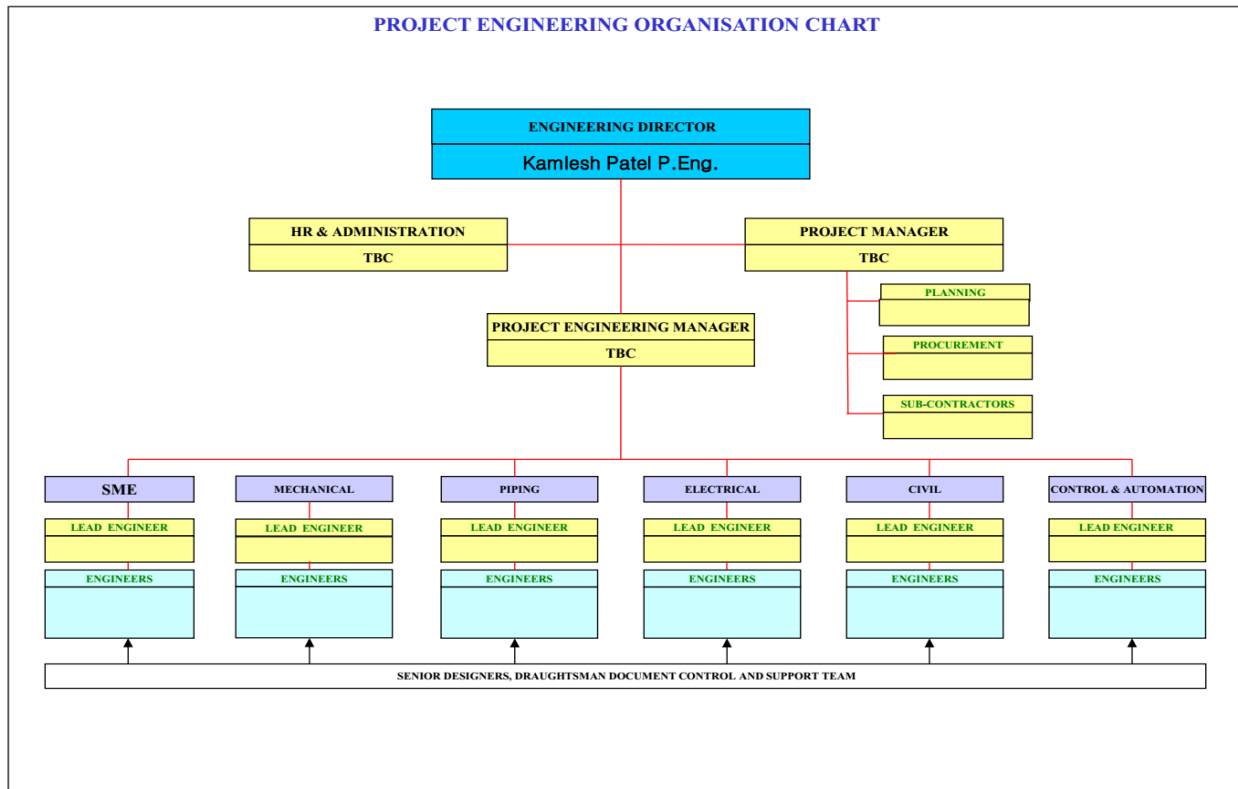 PROJECT ENGINEERING ORGANISATION CHART
ENGINEERING DIRECTOR
Kamlesh Patel P.Eng.
HR & ADMINISTRATION
TBC
PROJECT MANAGER
TBC
PLANNING
PROCUREMENT
SUB-CONTRACTORS
PROJECT ENGINEERING MANAGER
TBC
SME
MECHANICAL
PIPING
ELECTRICAL
CIVIL
CONTROL & AUTOMATION
LEAD ENGINEER
LEAD ENGINEER
LEAD ENGINEER
LEAD ENGINEER
LEAD ENGINEER
LEAD ENGINEER
ENGINEERS
ENGINEERS
ENGINEERS
ENGINEERS
ENGINEERS
ENGINEERS
SENIOR DESIGNERS, DRAUGHTSMAN DOCUMENT CONTROL AND SUPPORT TEAM